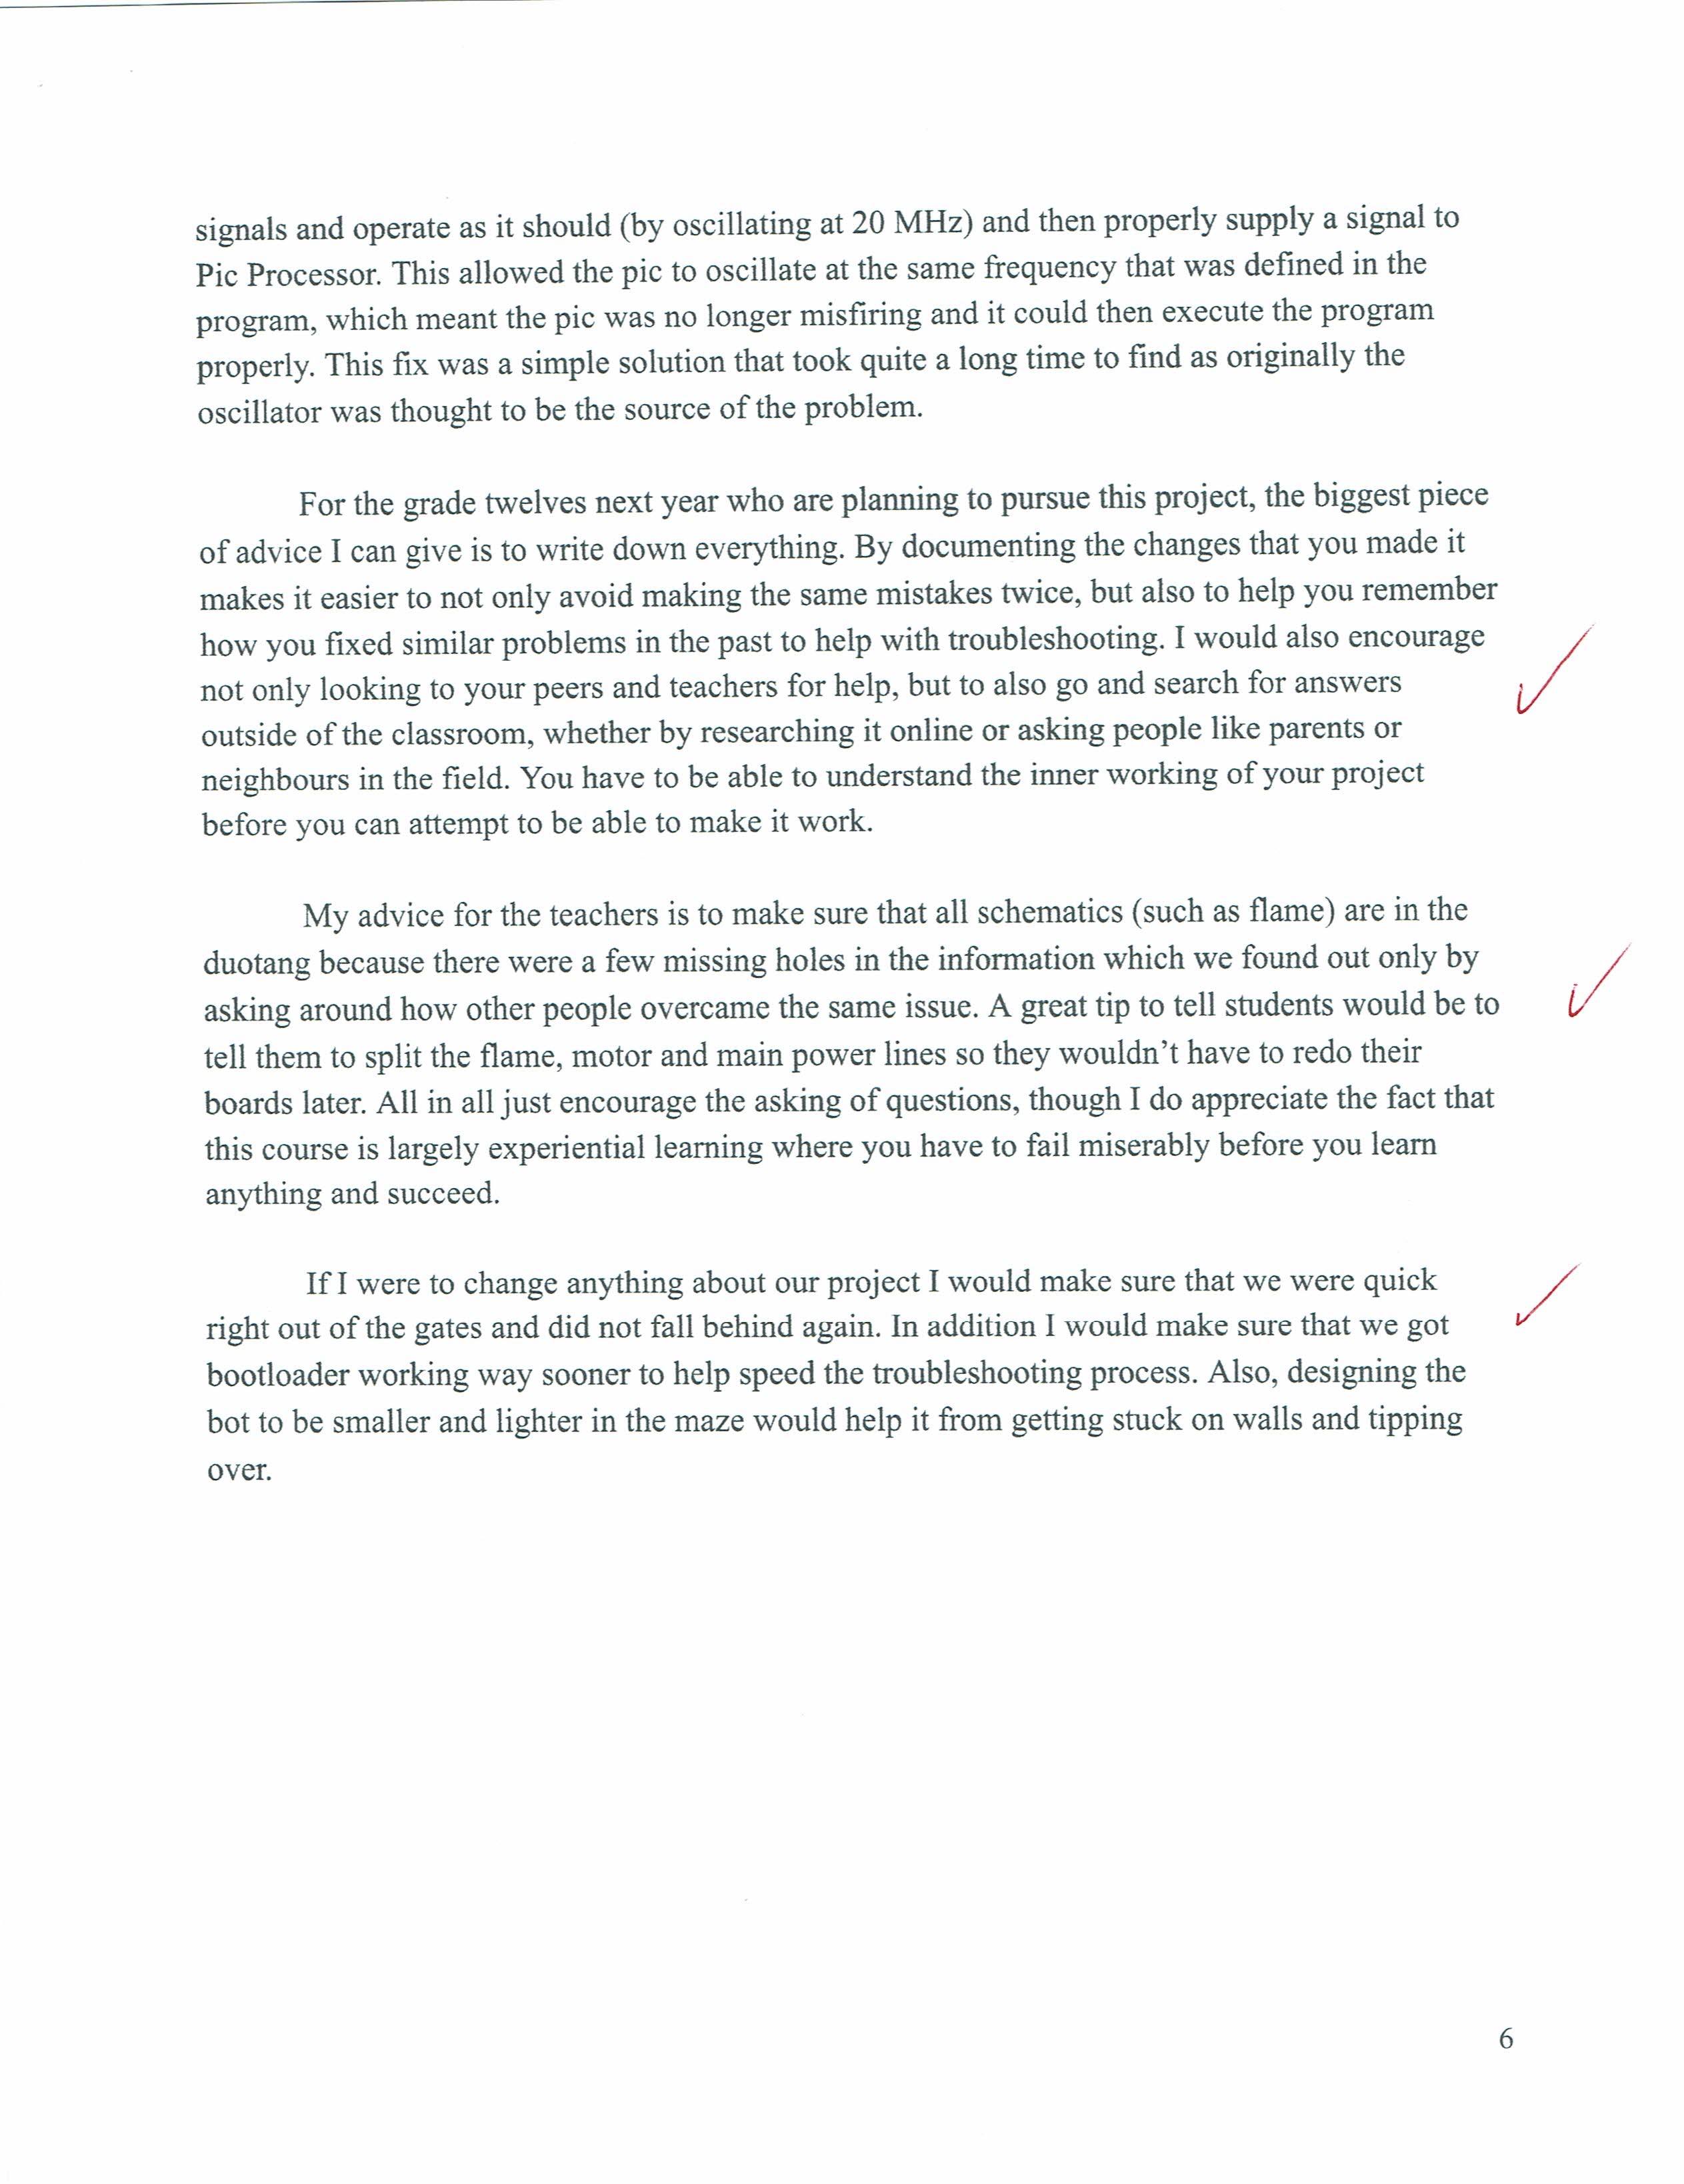 signals and operate as it should (by oscillating at 20 MHz) and then properly supply a signal to
Pic Processor. This allowed the pic to oscillate at the same frequency that was defined in the
program, which meant the pic was no longer misfiring and it could then execute the program
properly. This fix was a simple solution that took quite a long time to find as originally the
oscillator was thought to be the source of the problem.
For the grade twelves next year who are planning to pursue this project, the biggest piece
of advice I can give is to write down everything. By documenting the changes that you made it
makes it easier to not only avoid making the same mistakes twice, but also to help you remember
how you fixed similar problems in the past to help with troubleshooting. I would also encourage
not only looking to your peers and teachers for help, but to also go and search for answers
outside of the classroom, whether by researching it online or asking people like parents or
neighbours in the field. You have to be able to understand the inner working of your project
before you can attempt to be able to make it work.
My advice for the teachers is to make sure that all schematics (such as flame) are in the
duotang because there were a few missing holes in the information which we found out only by
asking around how other people overcame the same issue. A great tip to tell students would be to
tell them to split the flame, motor and main power lines so they wouldn't have to redo their
boards later. All in all just encourage the asking of questions, though I do appreciate the fact that
this course is largely experiential learning where you have to fail miserably before you learn
anything and succeed.
If I were to change anything about our project I would make sure that we were quick
right out of the gates and did not fall behind again. In addition I would make sure that we got
bootloader working way sooner to help speed the troubleshooting process. Also, designing the
bot to be smaller and lighter in the maze would help it from getting stuck on walls and tipping
over.
6